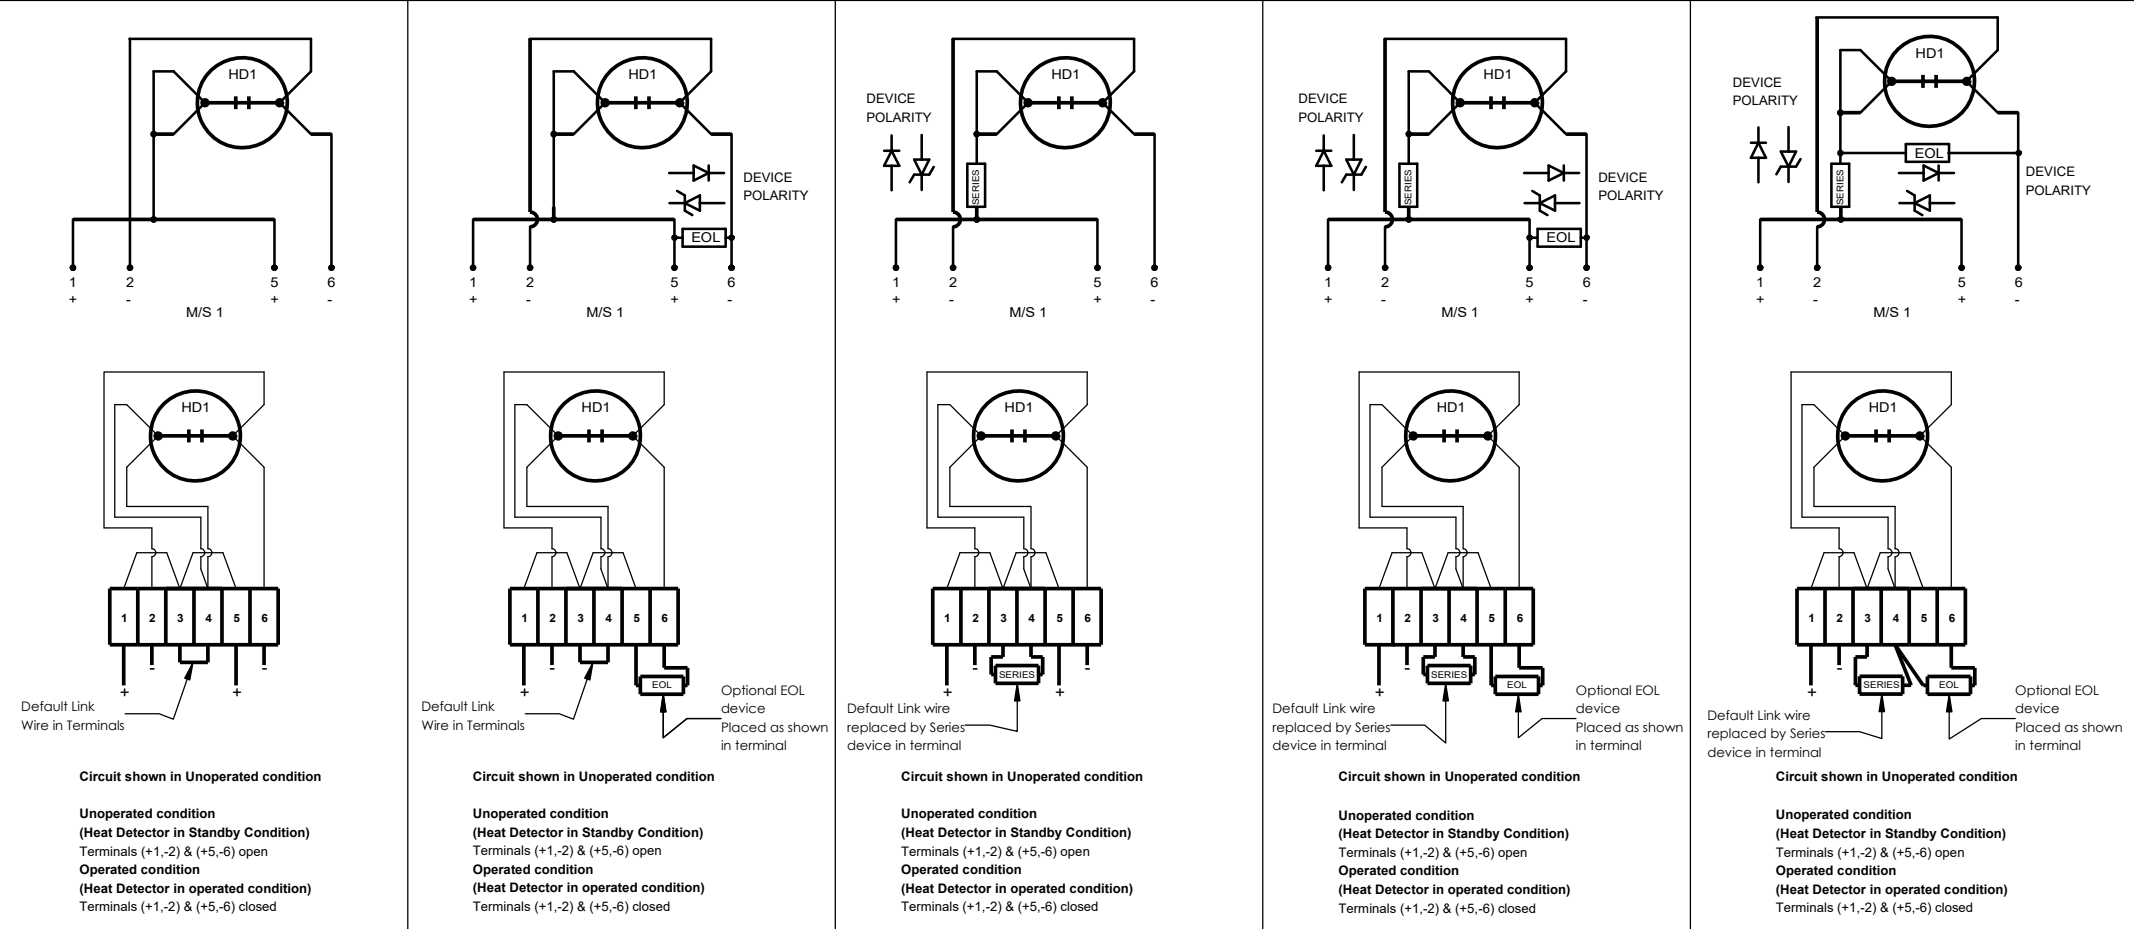 HD1
1
2
5
6
+
-
+
-
M/S 1
HD1
1
2
3
4
5
6
+
-
+
-
Default Link
Wire in Terminals
Circuit shown in Unoperated condition
Unoperated condition
(Heat Detector in Standby Condition)
Terminals (+1,-2) & (+5,-6) open
Operated condition
(Heat Detector in operated condition)
Terminals (+1,-2) & (+5,-6) closed
HD1
DEVICE
POLARITY
EOL
1
2
5
6
+
-
+
-
M/S 1
HD1
1
2
3
4
5
6
+
-
EOL
Default Link
Wire in Terminals
Optional EOL
device
Placed as shown
in terminal
Circuit shown in Unoperated condition
Unoperated condition
(Heat Detector in Standby Condition)
Terminals (+1,-2) & (+5,-6) open
Operated condition
(Heat Detector in operated condition)
Terminals (+1,-2) & (+5,-6) closed
HD1
DEVICE
POLARITY
SERIES
1
2
5
6
+
-
+
-
M/S 1
HD1
1
2
3
4
5
6
-
-
SERIES
+
+
Default Link wire
replaced by Series
device in terminal
Circuit shown in Unoperated condition
Unoperated condition
(Heat Detector in Standby Condition)
Terminals (+1,-2) & (+5,-6) open
Operated condition
(Heat Detector in operated condition)
Terminals (+1,-2) & (+5,-6) closed
HD1
DEVICE
POLARITY
SERIES
DEVICE
POLARITY
EOL
1
2
5
6
+
-
+
-
M/S 1
HD1
1
2
3
4
5
6
-
SERIES
EOL
+
Default Link wire
replaced by Series
device in terminal
Optional EOL
device
Placed as shown
in terminal
Circuit shown in Unoperated condition
Unoperated condition
(Heat Detector in Standby Condition)
Terminals (+1,-2) & (+5,-6) open
Operated condition
(Heat Detector in operated condition)
Terminals (+1,-2) & (+5,-6) closed
HD1
DEVICE
POLARITY
EOL
SERIES
DEVICE
POLARITY
1
2
5
6
+
-
+
-
M/S 1
HD1
1
2
3
4
5
6
-
SERIES
EOL
+
Default Link wire
replaced by Series
device in terminal
Optional EOL
device
Placed as shown
in terminal
Circuit shown in Unoperated condition
Unoperated condition
(Heat Detector in Standby Condition)
Terminals (+1,-2) & (+5,-6) open
Operated condition
(Heat Detector in operated condition)
Terminals (+1,-2) & (+5,-6) closed